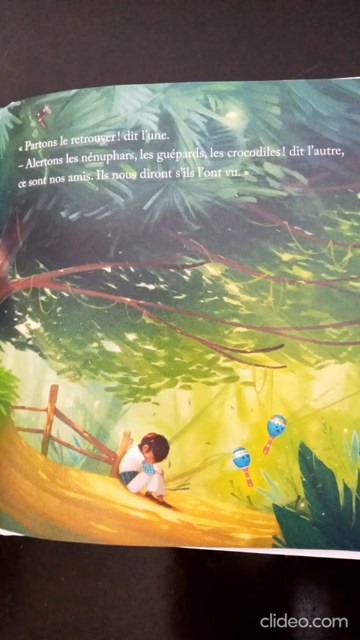 « Partons le retrouver ! dit l'une.
– Alertons les nénuphars, les guépards, les crocodiles ! dit l'autre,
ce sont nos amis. Ils nous diront s'ils l'ont vu. »
clideo.com